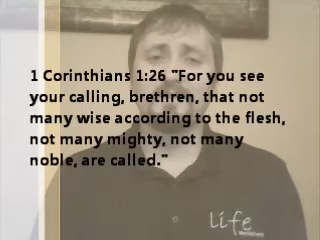 1 Corinthians 1:26 "For you see
your calling, brethren, that not
many wise according to the flesh,
not many mighty, not many
noble, are called."
life